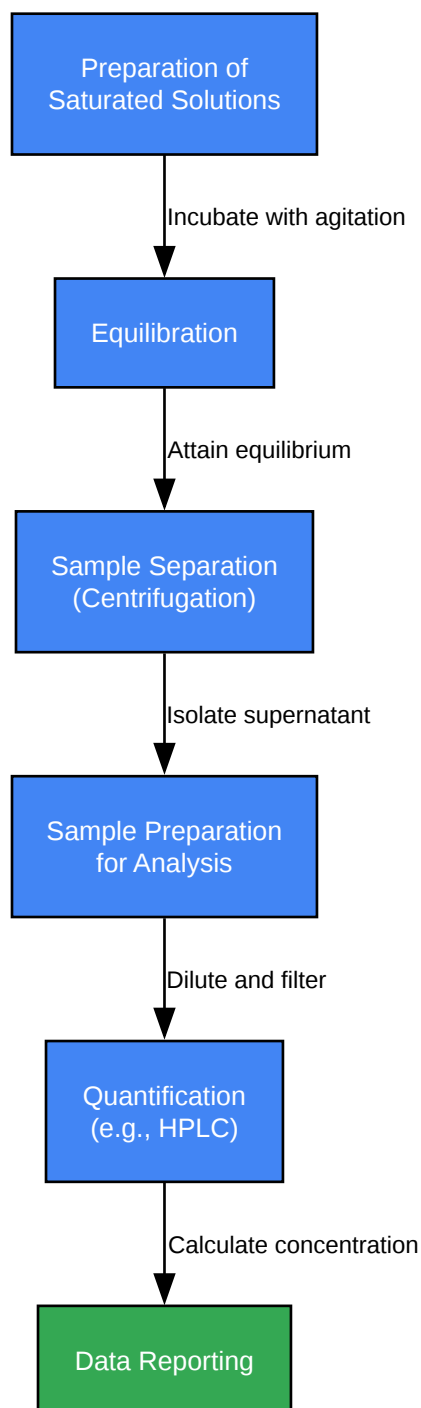 Preparation of
Saturated Solutions
Incubate with agitation
Equilibration
Attain equilibrium
Sample Separation
(Centrifugation)
Isolate supernatant
Sample Preparation
for Analysis
Dilute and filter
Quantification
(e.g., HPLC)
Calculate concentration
Data Reporting